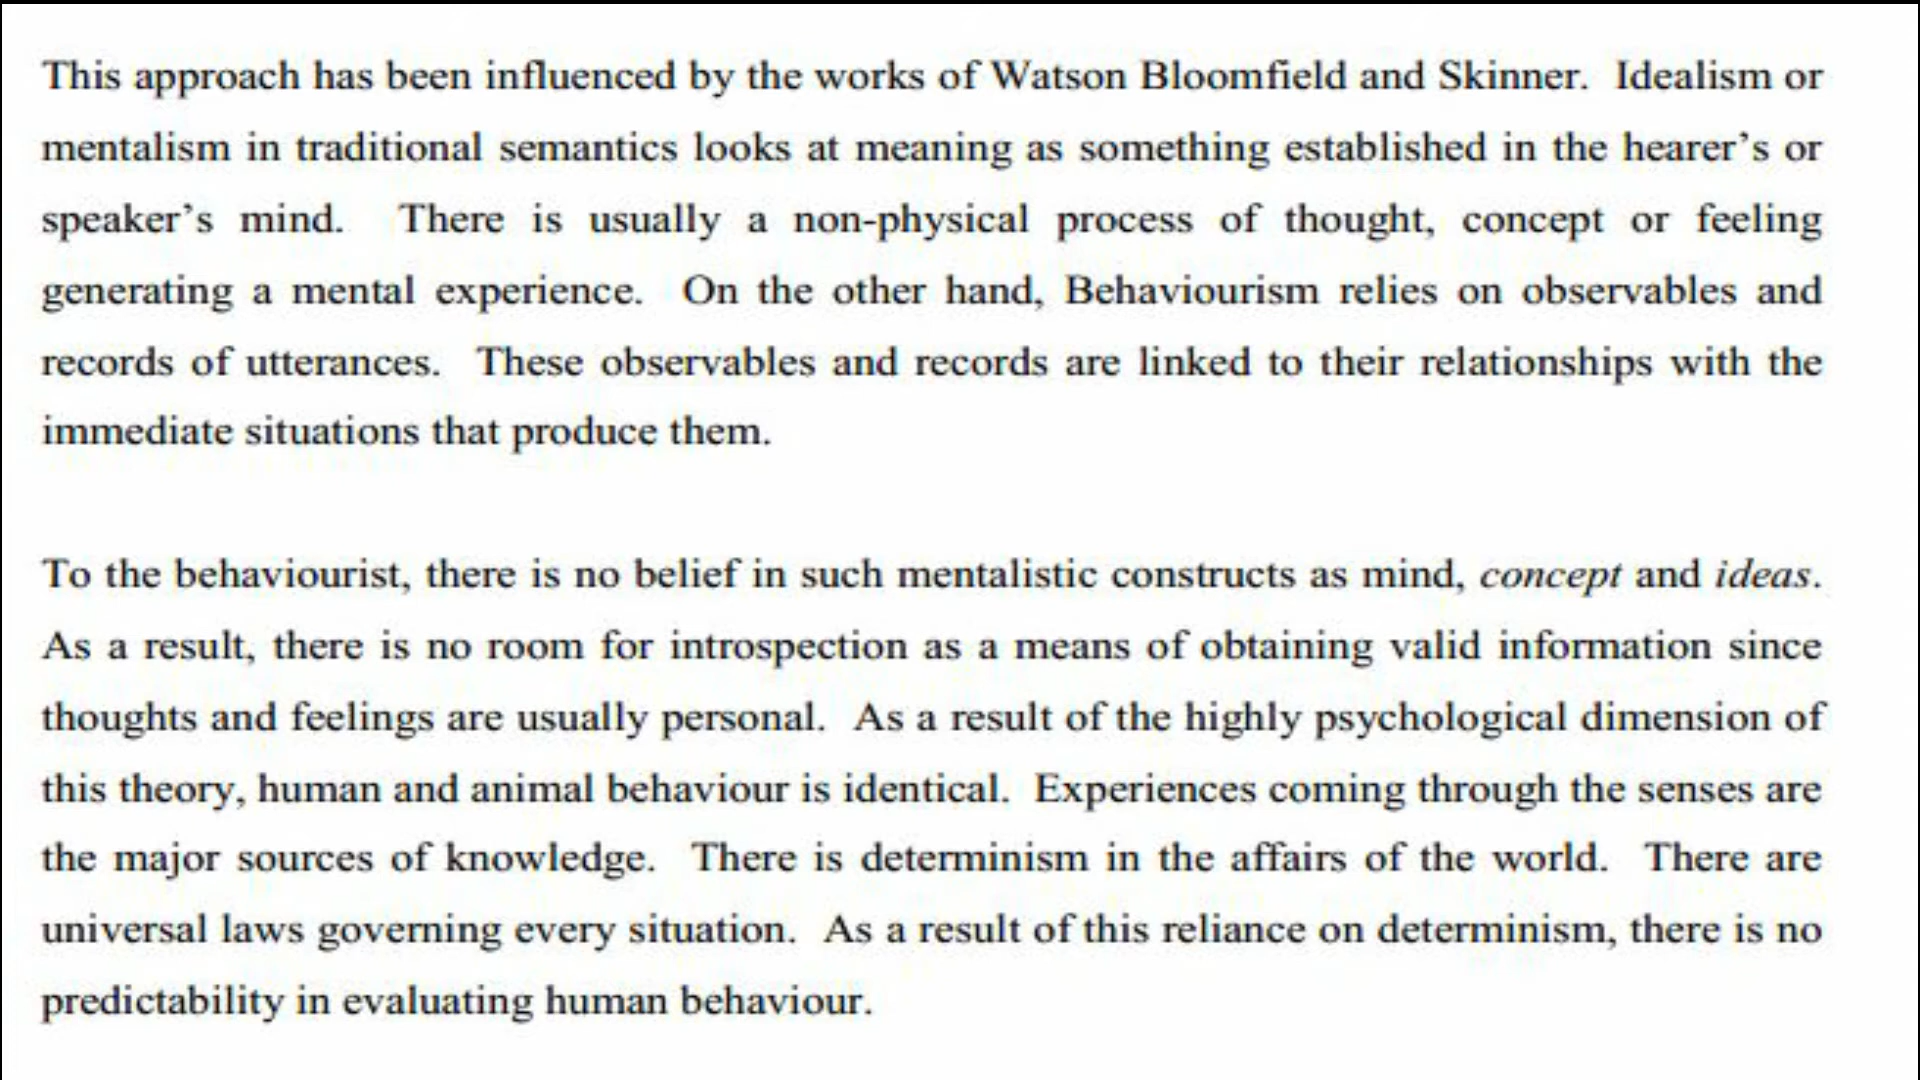 This approach has been influenced by the works of Watson Bloomfield and Skinner. Idealism or
mentalism in traditional semantics looks at meaning as something established in the hearer's or
speaker's mind. There is usually a non-physical process of thought, concept or feeling
generating a mental experience. On the other hand, Behaviourism relies on observables and
records of utterances. These observables and records are linked to their relationships with the
immediate situations that produce them.
To the behaviourist, there is no belief in such mentalistic constructs as mind, concept and ideas.
As a result, there is no room for introspection as a means of obtaining valid information since
thoughts and feelings are usually personal. As a result of the highly psychological dimension of
this theory, human and animal behaviour is identical. Experiences coming through the senses are
the major sources of knowledge. There is determinism in the affairs of the world. There are
universal laws governing every situation. As a result of this reliance on determinism, there is no
predictability in evaluating human behaviour.